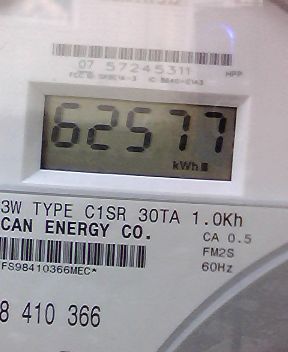 07 57245311 HPP
62577
kWh
3W TYPE C1SR 30TA 1.0Kh
CAN ENERGY CO.
CA 0.5
FM2S
60Hz
FS98410366MEC*
8 410 366